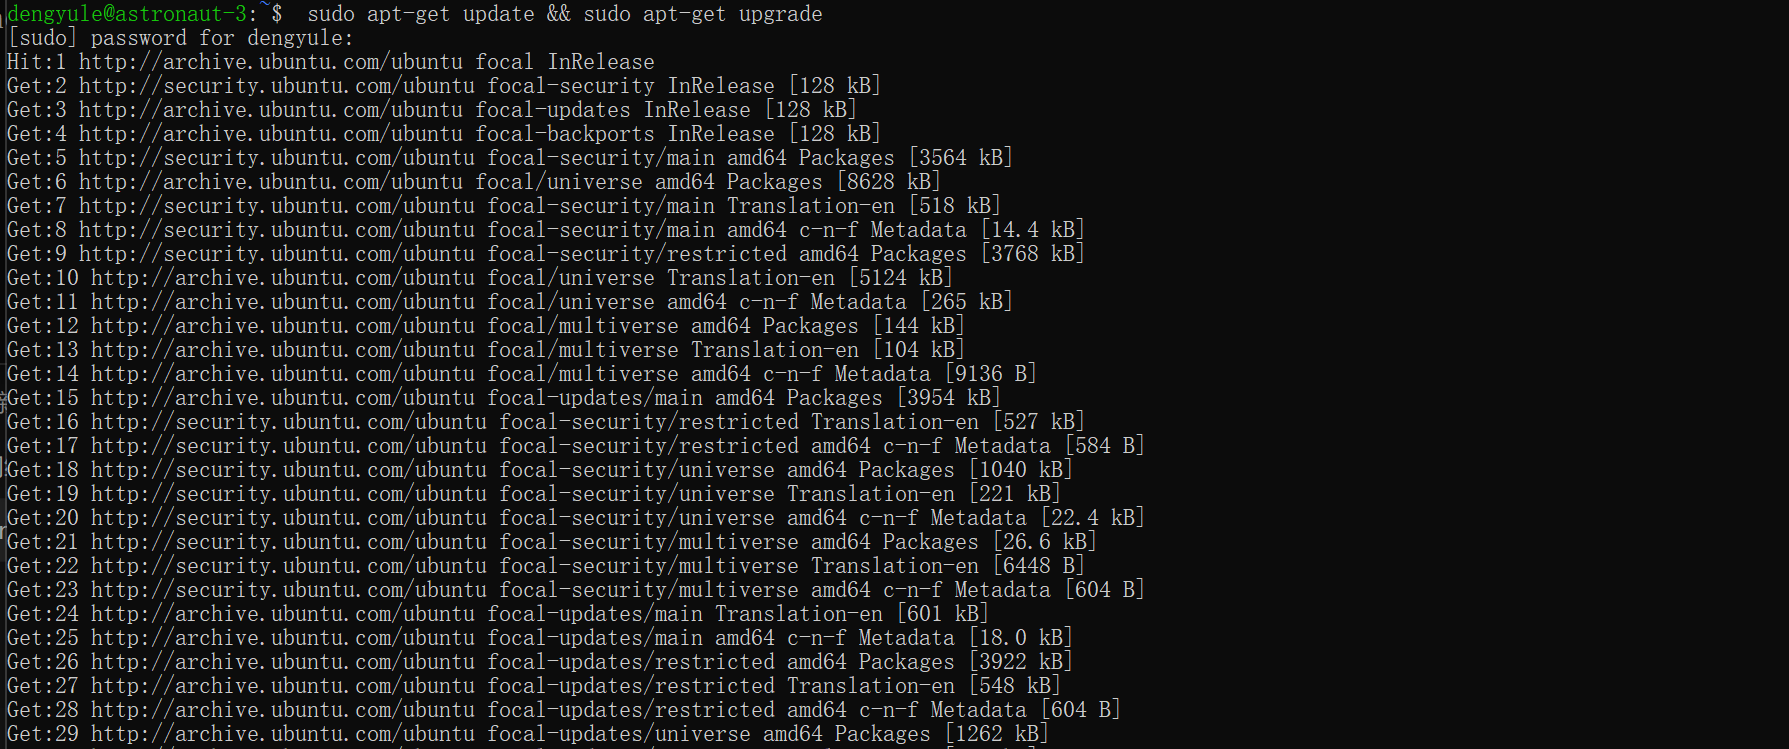 dengyule@astronaut-3:~$  sudo apt-get update && sudo apt-get upgrade
[sudo] password for dengyule:
Hit:1 http://archive.ubuntu.com/ubuntu focal InRelease
Get:2 http://security.ubuntu.com/ubuntu focal-security InRelease [128 kB]
Get:3 http://archive.ubuntu.com/ubuntu focal-updates InRelease [128 kB]
Get:4 http://archive.ubuntu.com/ubuntu focal-backports InRelease [128 kB]
Get:5 http://security.ubuntu.com/ubuntu focal-security/main amd64 Packages [3564 kB]
Get:6 http://archive.ubuntu.com/ubuntu focal/universe amd64 Packages [8628 kB]
Get:7 http://security.ubuntu.com/ubuntu focal-security/main Translation-en [518 kB]
Get:8 http://security.ubuntu.com/ubuntu focal-security/main amd64 c-n-f Metadata [14.4 kB]
Get:9 http://security.ubuntu.com/ubuntu focal-security/restricted amd64 Packages [3768 kB]
Get:10 http://archive.ubuntu.com/ubuntu focal/universe Translation-en [5124 kB]
Get:11 http://archive.ubuntu.com/ubuntu focal/universe amd64 c-n-f Metadata [265 kB]
Get:12 http://archive.ubuntu.com/ubuntu focal/multiverse amd64 Packages [144 kB]
Get:13 http://archive.ubuntu.com/ubuntu focal/multiverse Translation-en [104 kB]
Get:14 http://archive.ubuntu.com/ubuntu focal/multiverse amd64 c-n-f Metadata [9136 B]
Get:15 http://archive.ubuntu.com/ubuntu focal-updates/main amd64 Packages [3954 kB]
Get:16 http://security.ubuntu.com/ubuntu focal-security/restricted Translation-en [527 kB]
Get:17 http://security.ubuntu.com/ubuntu focal-security/restricted amd64 c-n-f Metadata [584 B]
Get:18 http://security.ubuntu.com/ubuntu focal-security/universe amd64 Packages [1040 kB]
Get:19 http://security.ubuntu.com/ubuntu focal-security/universe Translation-en [221 kB]
Get:20 http://security.ubuntu.com/ubuntu focal-security/universe amd64 c-n-f Metadata [22.4 kB]
Get:21 http://security.ubuntu.com/ubuntu focal-security/multiverse amd64 Packages [26.6 kB]
Get:22 http://security.ubuntu.com/ubuntu focal-security/multiverse Translation-en [6448 B]
Get:23 http://security.ubuntu.com/ubuntu focal-security/multiverse amd64 c-n-f Metadata [604 B]
Get:24 http://archive.ubuntu.com/ubuntu focal-updates/main Translation-en [601 kB]
Get:25 http://archive.ubuntu.com/ubuntu focal-updates/main amd64 c-n-f Metadata [18.0 kB]
Get:26 http://archive.ubuntu.com/ubuntu focal-updates/restricted amd64 Packages [3922 kB]
Get:27 http://archive.ubuntu.com/ubuntu focal-updates/restricted Translation-en [548 kB]
Get:28 http://archive.ubuntu.com/ubuntu focal-updates/restricted amd64 c-n-f Metadata [604 B]
Get:29 http://archive.ubuntu.com/ubuntu focal-updates/universe amd64 Packages [1262 kB]